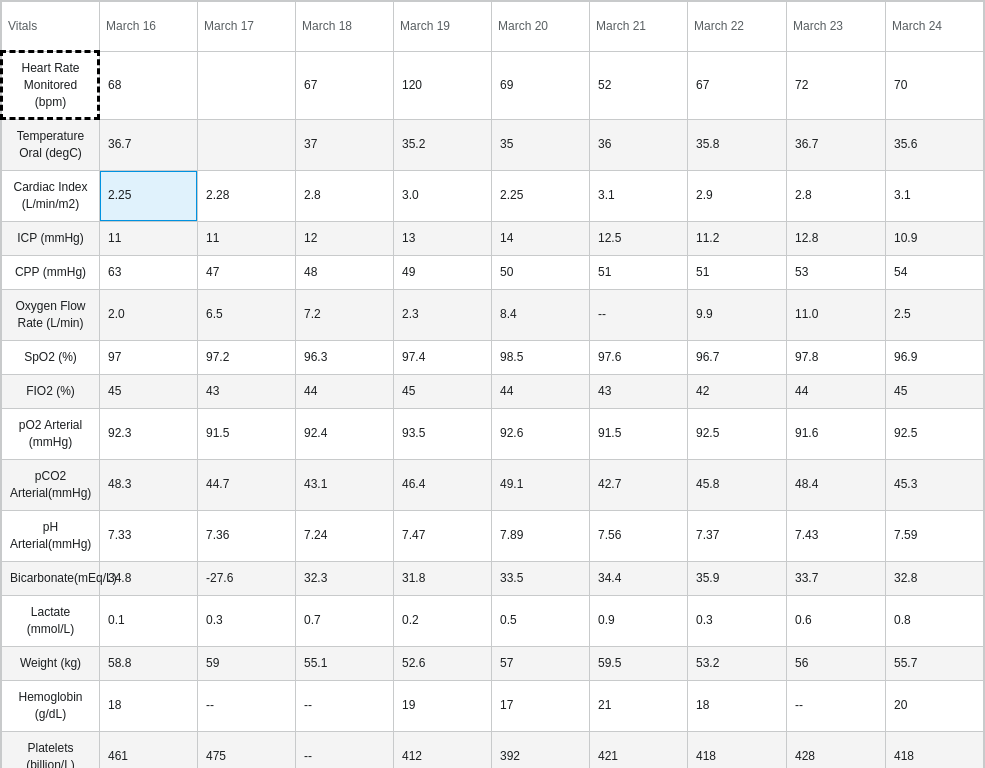 Vitals March 16 March 17 March 18 March 19 March 20 March 21 March 22 March 23 March 24
Heart Rate
Monitored 68 67 120 69 52 67 72 70
(bpm)
Temperature
Oral (degC) 36.7 37 35.2 35 36 35.8 36.7 35.6
Cardiac Index
(L/min/m2) 2.25 2.28 2.8 3.0 2.25 3.1 2.9 2.8 3.1
ICP (mmHg) 11 11 12 13 14 12.5 11.2 12.8 10.9
CPP (mmHg) 63 47 48 49 50 51 51 53 54
Oxygen Flow
Rate (L/min) 2.0 6.5 7.2 2.3 8.4 -- 9.9 11.0 2.5
SpO2 (%) 97 97.2 96.3 97.4 98.5 97.6 96.7 97.8 96.9
FIO2 (%) 45 43 44 45 44 43 42 44 45
pO2 Arterial
(mmHg) 92.3 91.5 92.4 93.5 92.6 91.5 92.5 91.6 92.5
pCO2
Arterial(mmHg) 48.3 44.7 43.1 46.4 49.1 42.7 45.8 48.4 45.3
pH
Arterial(mmHg) 7.33 7.36 7.24 7.47 7.89 7.56 7.37 7.43 7.59
Bicarbonate(mEq/L) 34.8 -27.6 32.3 31.8 33.5 34.4 35.9 33.7 32.8
Lactate
(mmol/L) 0.1 0.3 0.7 0.2 0.5 0.9 0.3 0.6 0.8
Weight (kg) 58.8 59 55.1 52.6 57 59.5 53.2 56 55.7
Hemoglobin
(g/dL) 18 -- -- 19 17 21 18 -- 20
Platelets
(billion/L) 461 475 -- 412 392 421 418 428 418